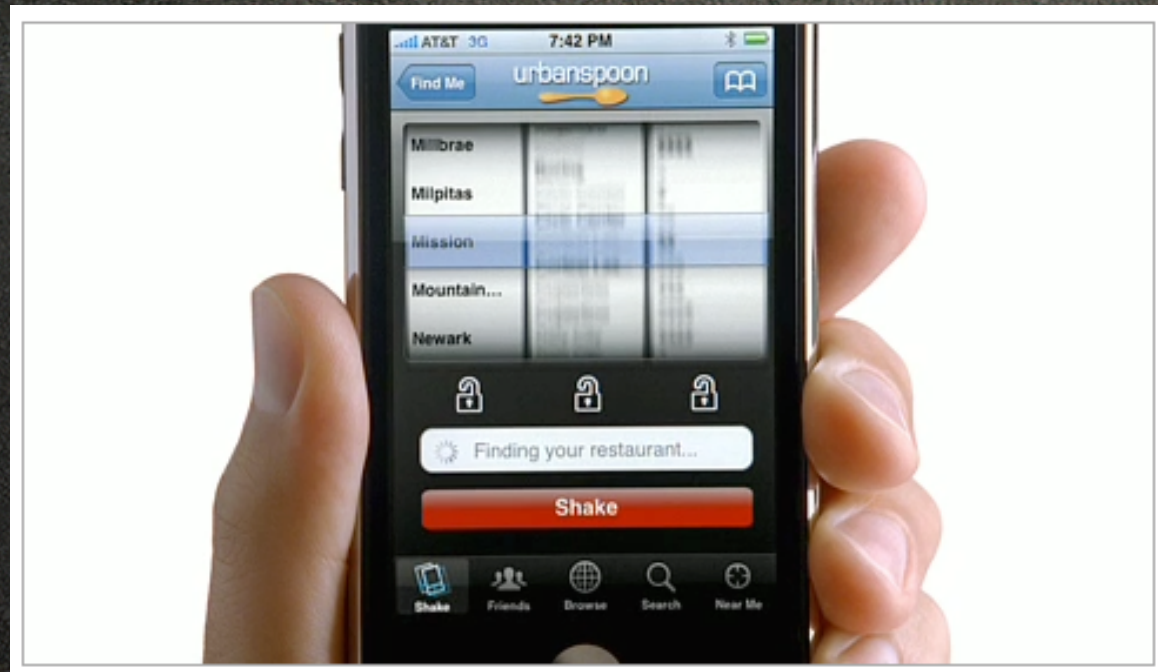 AT&T 3G 7:42 PM
Find Me urbanspoon
Millbrae
Milpitas
Mission
Mountain...
Newark
Finding your restaurant...
Shake
Shake Friends Browse Search Near Me